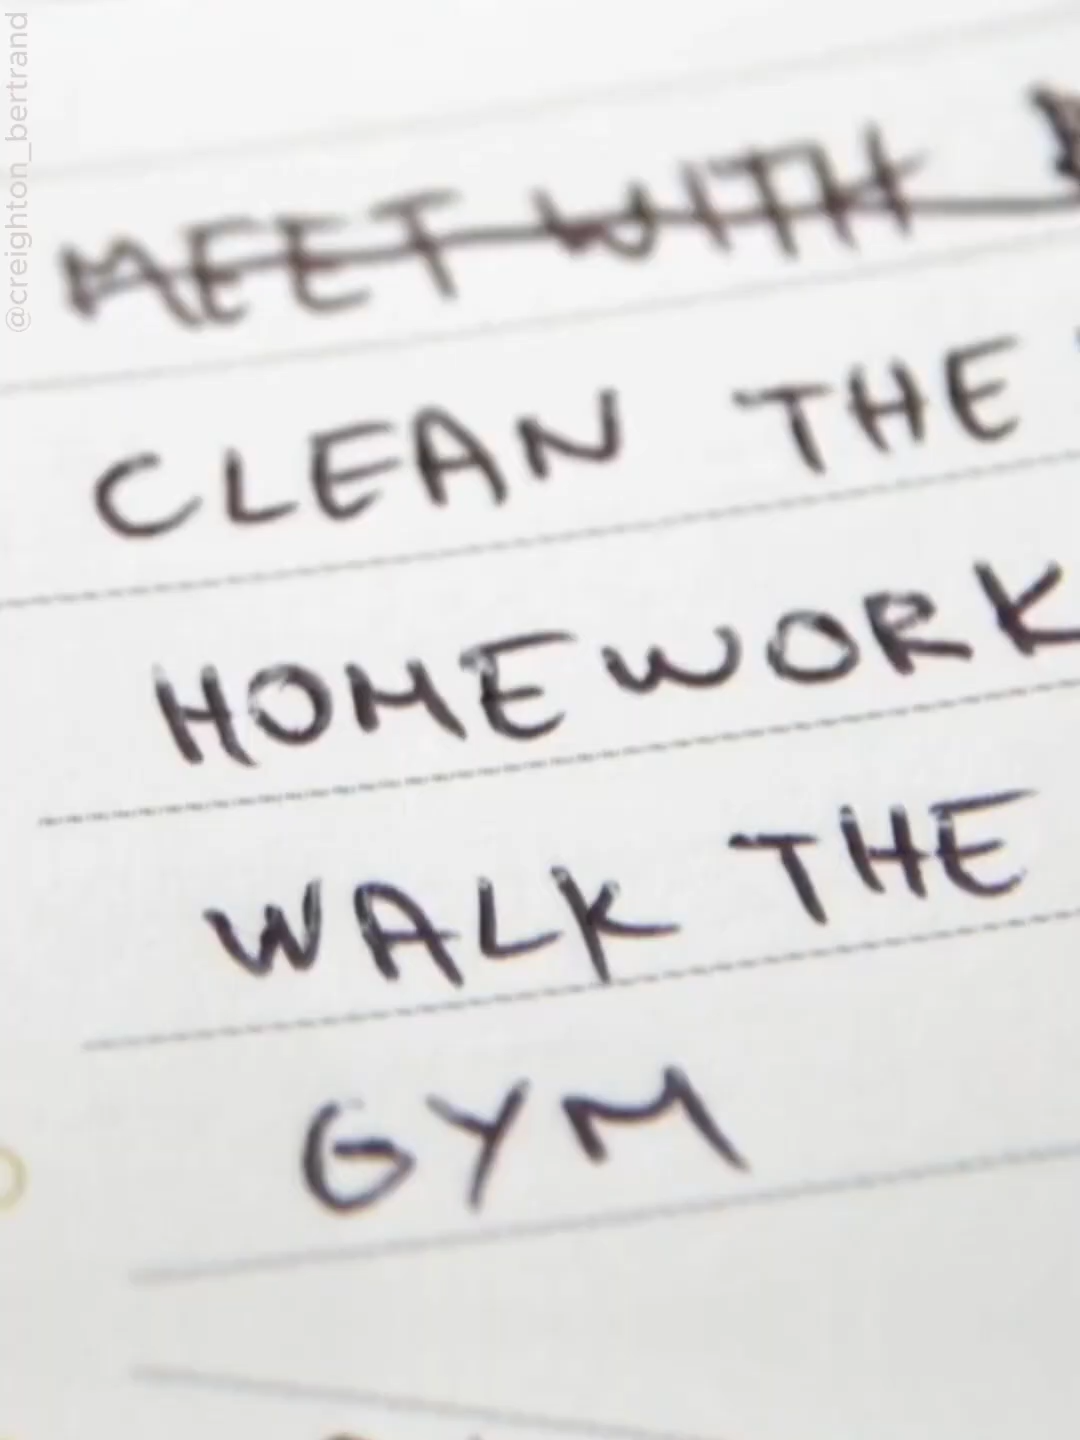 @creighton_bertrand
MEET WITH
CLEAN THE
HOMEWORK
WALK THE
GYM